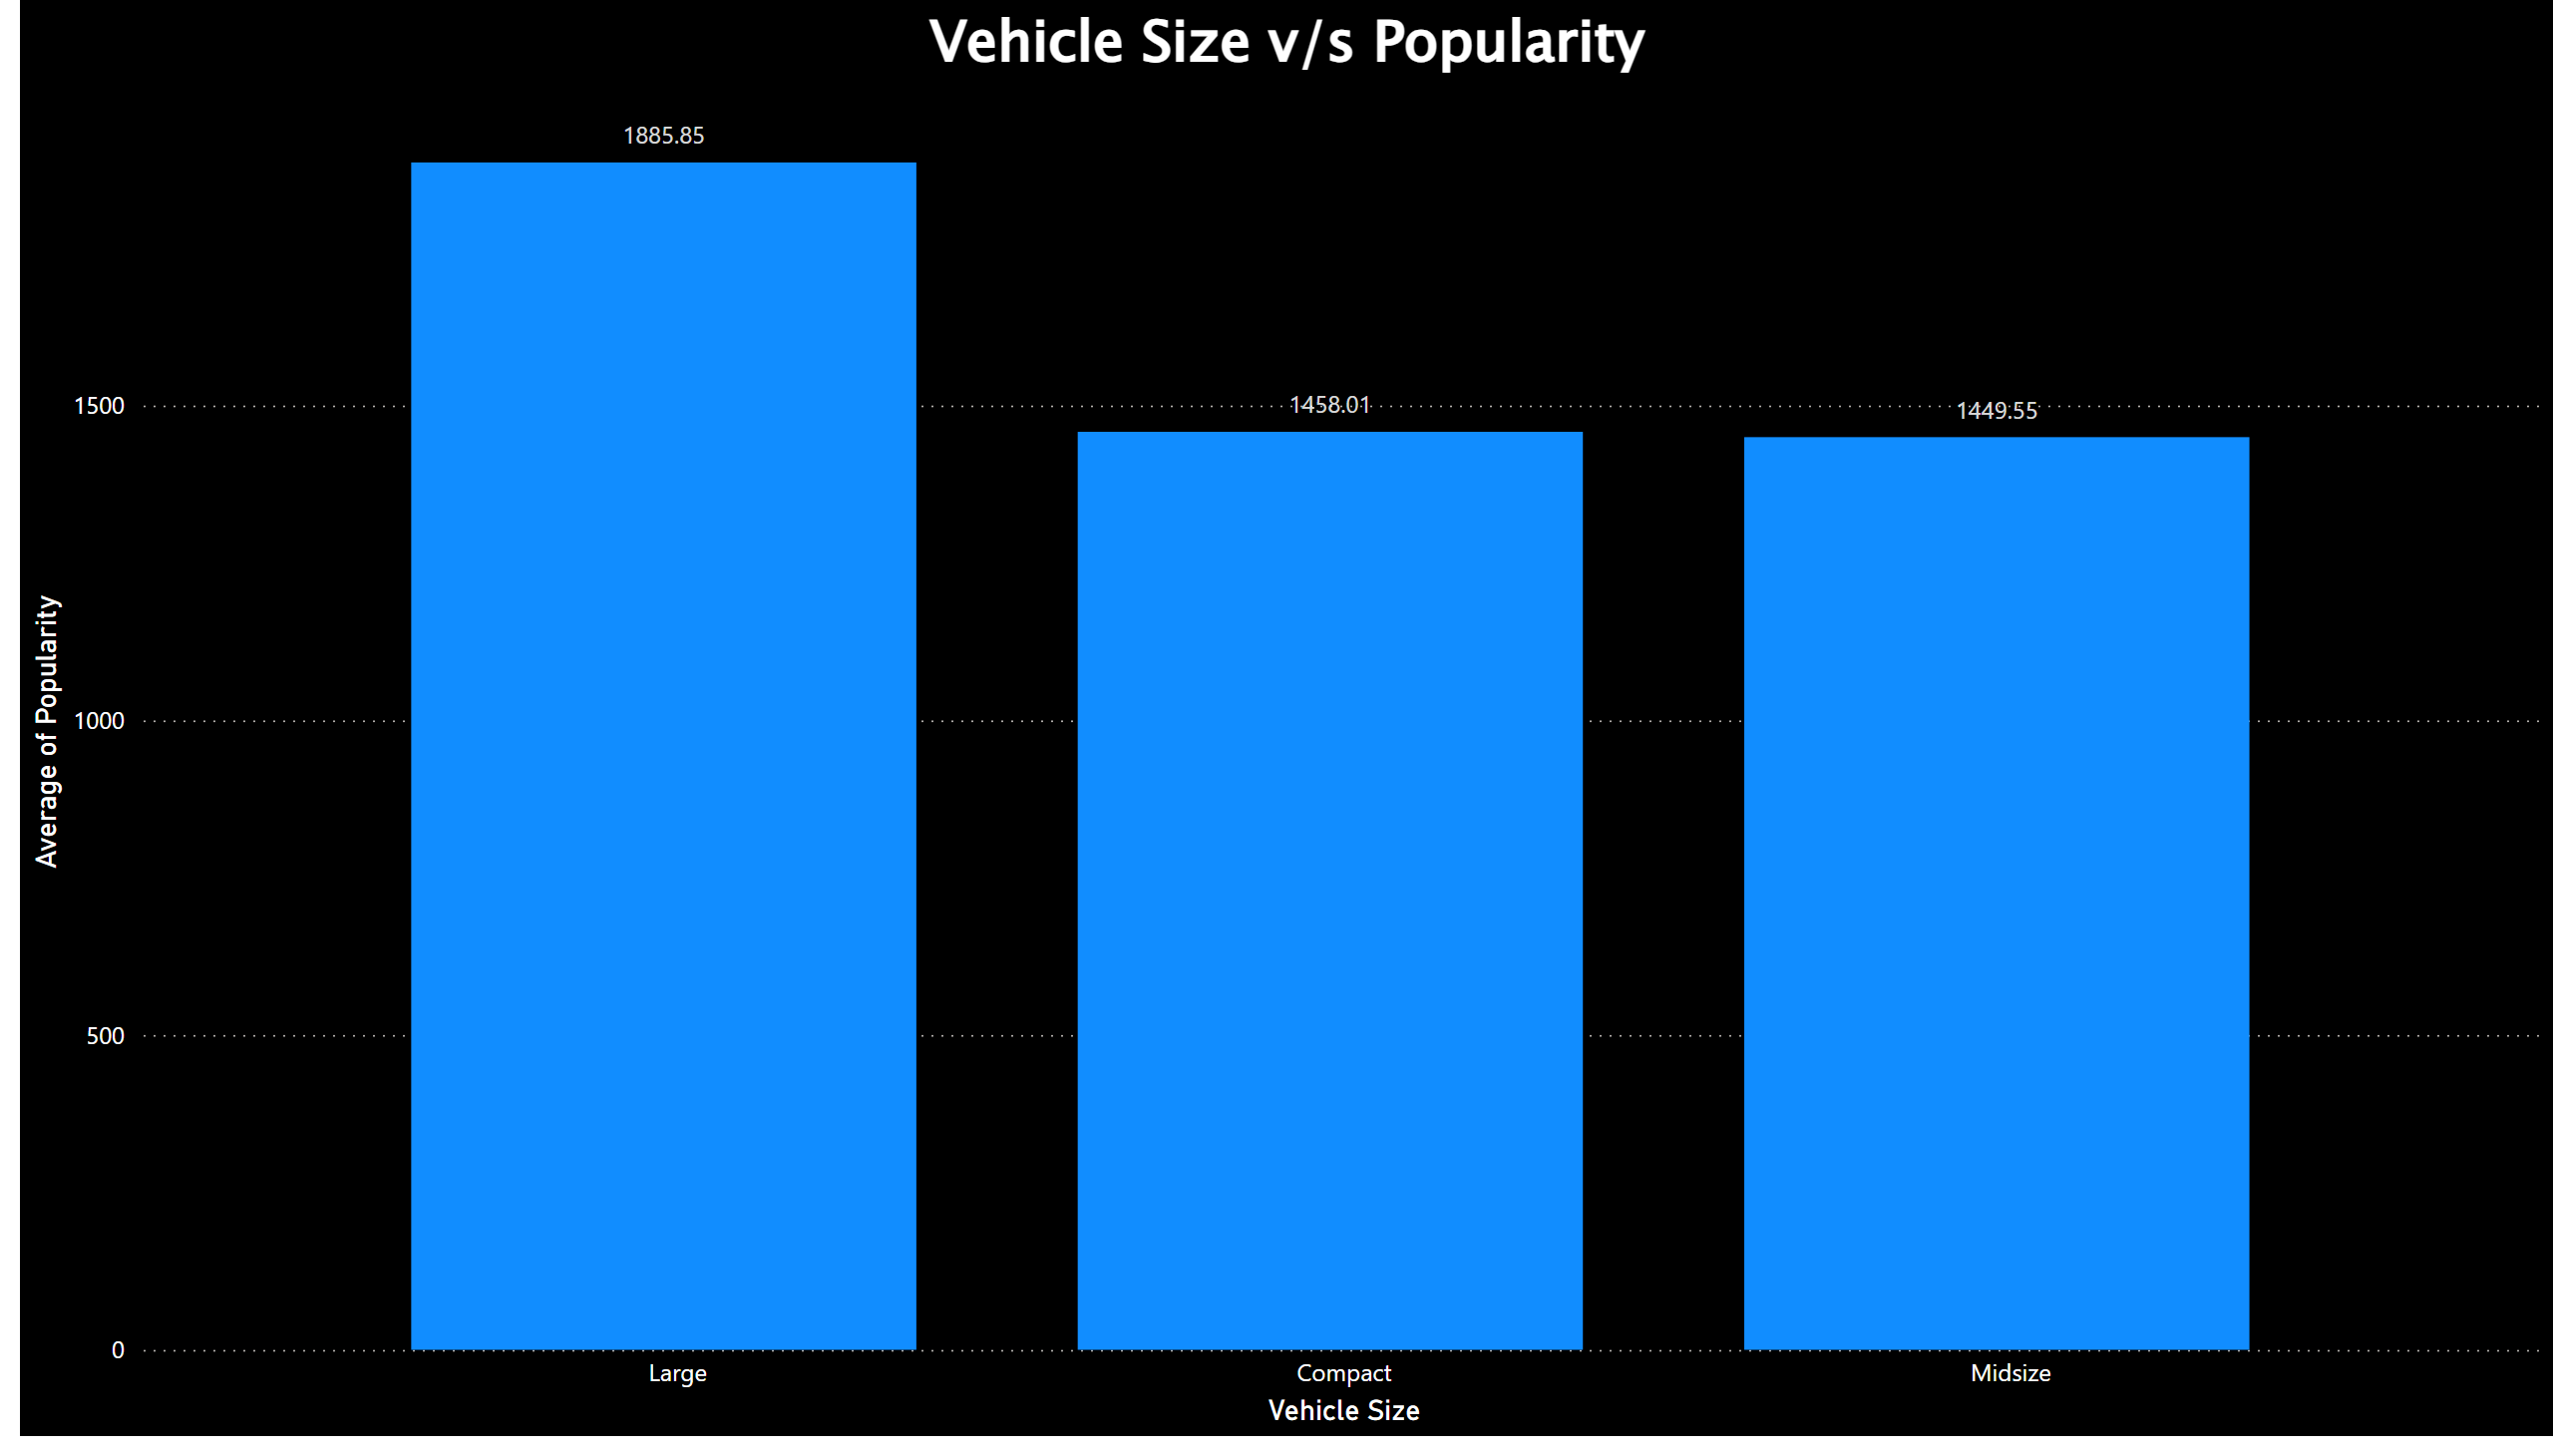 Vehicle Size v/s Popularity
1885.85
1458.01
1449.55
1500
1000
500
0
Average of Popularity
Large
Compact
Midsize
Vehicle Size